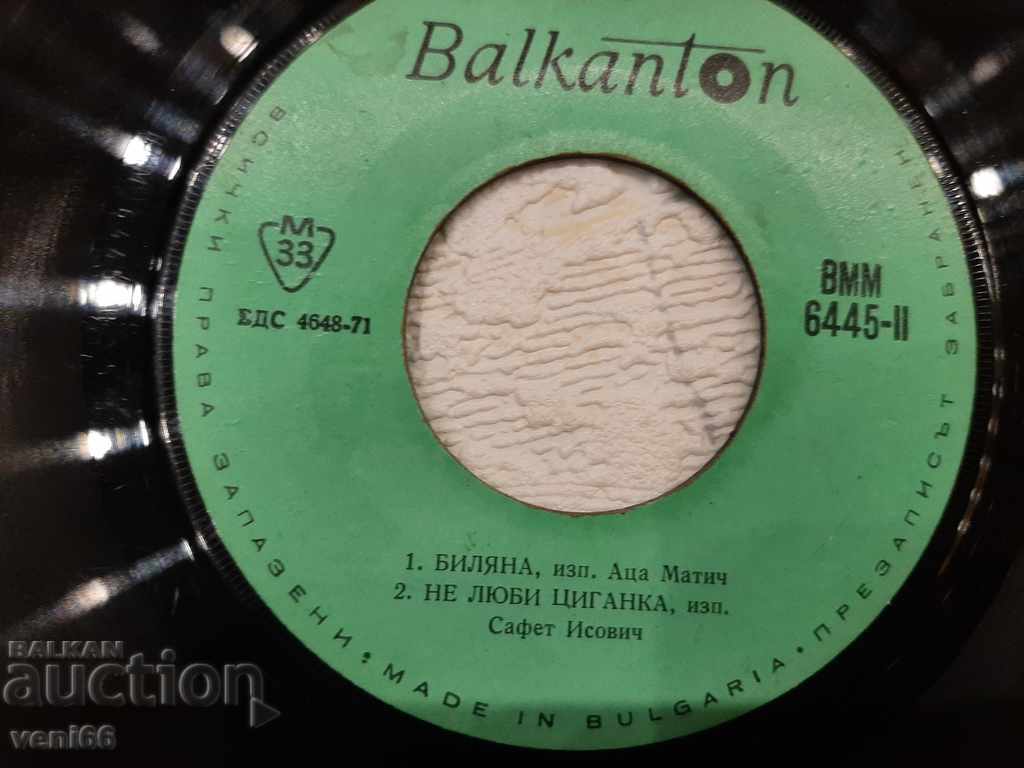 Balkanton
M
33
БДС 4648-71
ВММ
6445-II
1. БИЛЯНА, изп. Аца Матич
2. НЕ ЛЮБИ ЦИГАНКА, изп.
Сафет Исович
ВСИЧКИ ПРАВА ЗАПАЗЕНИ • MADE IN BULGARIA • ПРЕЗАПИСЪТ ЗАБРАНЕН
BALKAN
auction
veni66